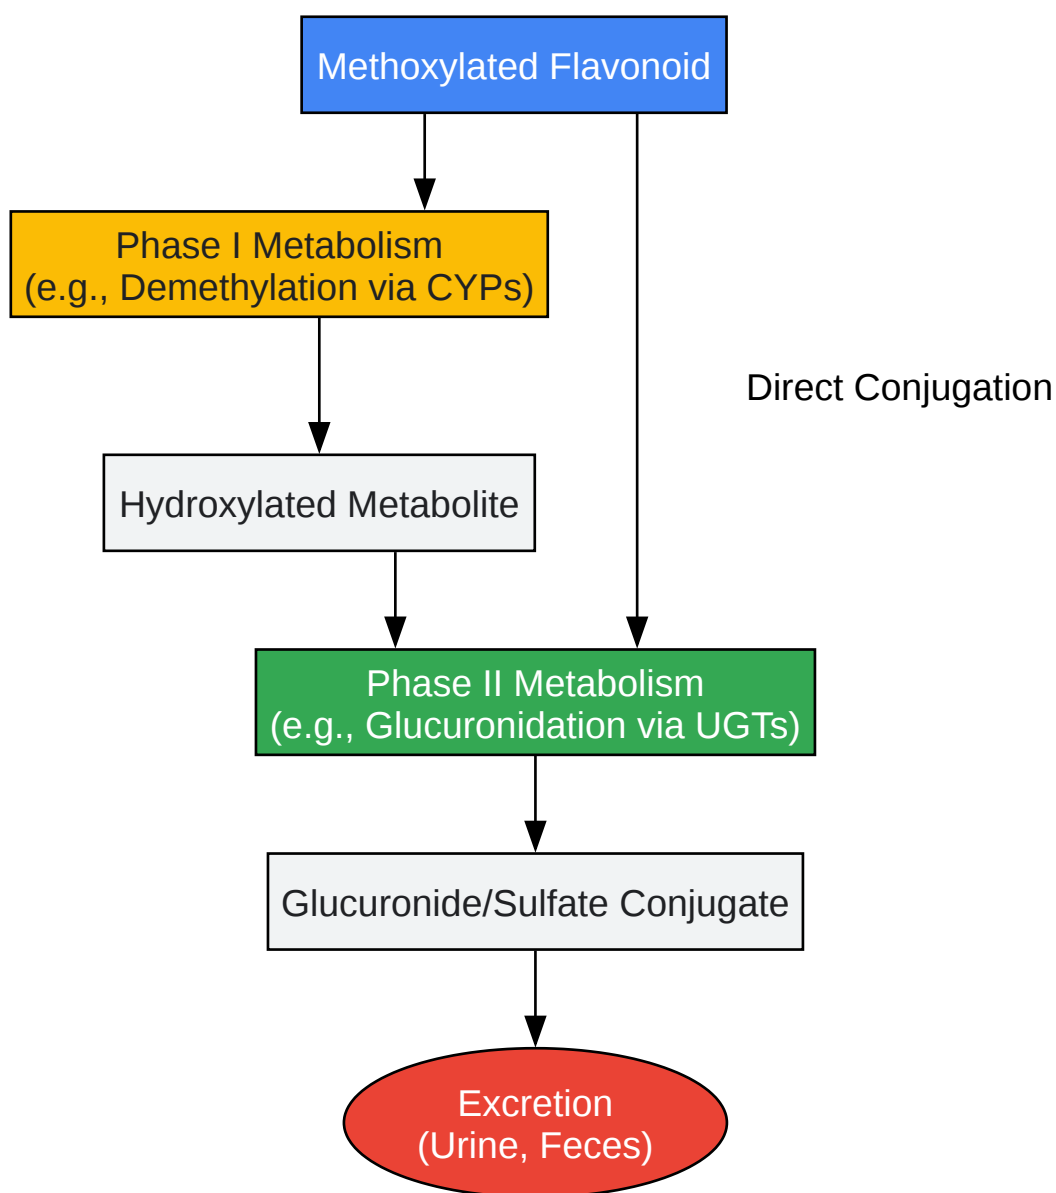 Methoxylated Flavonoid
Phase I Metabolism
(e.g., Demethylation via CYPs)
Direct Conjugation
Hydroxylated Metabolite
Phase II Metabolism
(e.g., Glucuronidation via UGTs)
Glucuronide/Sulfate Conjugate
Excretion
(Urine, Feces)